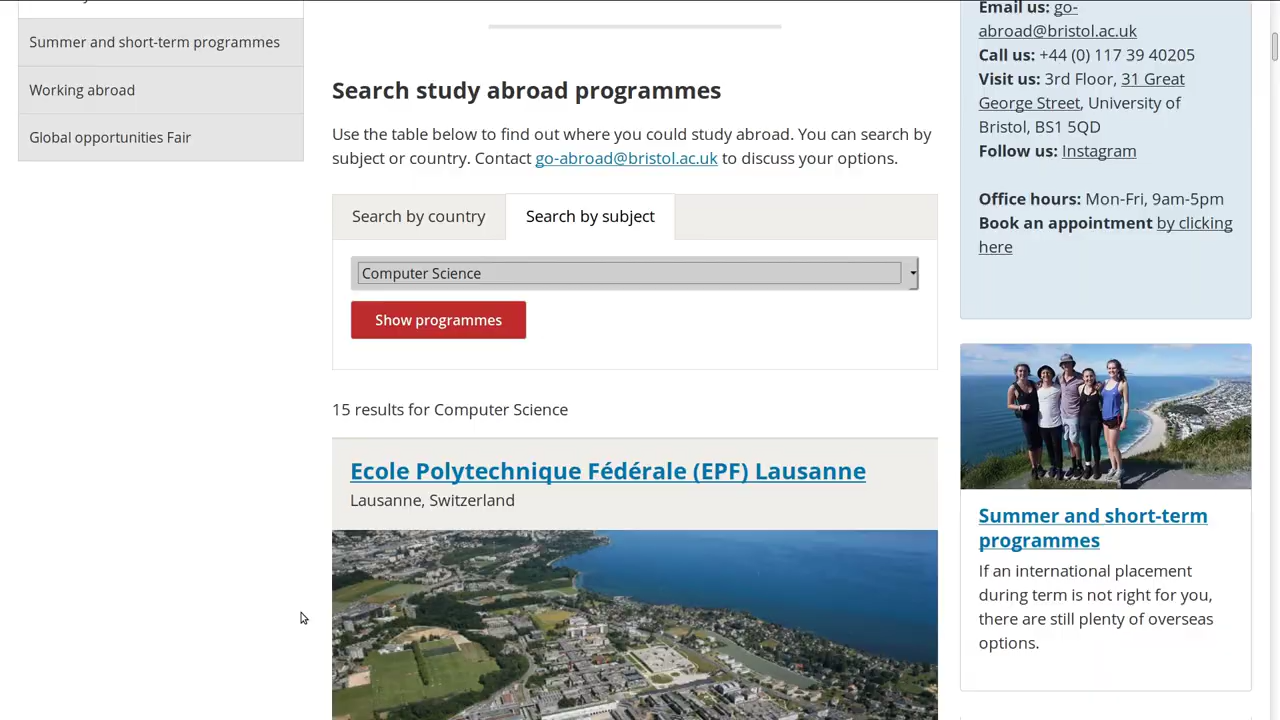 Summer and short-term programmes
Working abroad
Global opportunities Fair
Search study abroad programmes
Use the table below to find out where you could study abroad. You can search by
subject or country. Contact go-abroad@bristol.ac.uk to discuss your options.
Search by country
Search by subject
Computer Science
Show programmes
15 results for Computer Science
Ecole Polytechnique Fédérale (EPF) Lausanne
Lausanne, Switzerland
Email us: go-
abroad@bristol.ac.uk
Call us: +44 (0) 117 39 40205
Visit us: 3rd Floor, 31 Great
George Street, University of
Bristol, BS1 5QD
Follow us: Instagram
Office hours: Mon-Fri, 9am-5pm
Book an appointment by clicking
here
Summer and short-term
programmes
If an international placement
during term is not right for you,
there are still plenty of overseas
options.